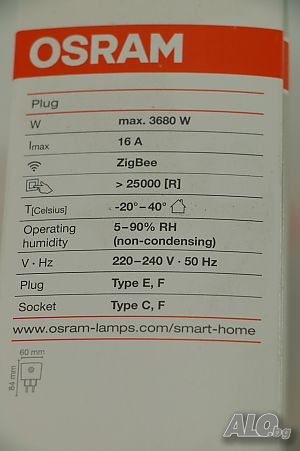 OSRAM
Plug
W max. 3680 W
Imax 16 A
ZigBee
> 25000 [R]
T[Celsius] -20°–40°
Operating humidity 5–90% RH (non-condensing)
V · Hz 220–240 V · 50 Hz
Plug Type E, F
Socket Type C, F
www.osram-lamps.com/smart-home
60 mm
84 mm
ALO.bg